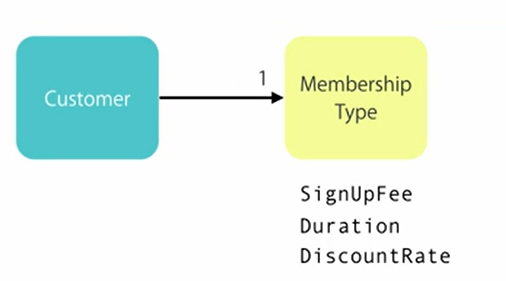 Customer
1
Membership
Type
SignUpFee
Duration
DiscountRate